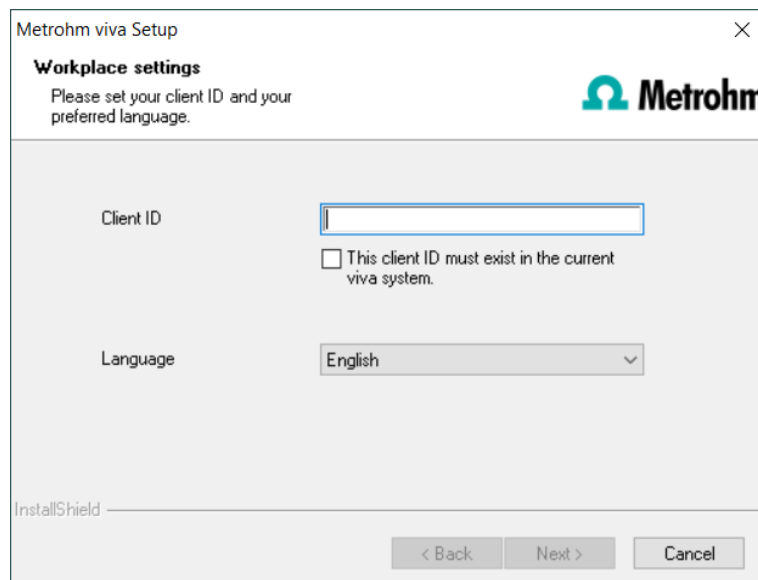 Metrohm viva Setup
Workplace settings
Please set your client ID and your
preferred language.
Metrohm
Client ID
This client ID must exist in the current
viva system.
Language
English
InstallShield
< Back
Next >
Cancel